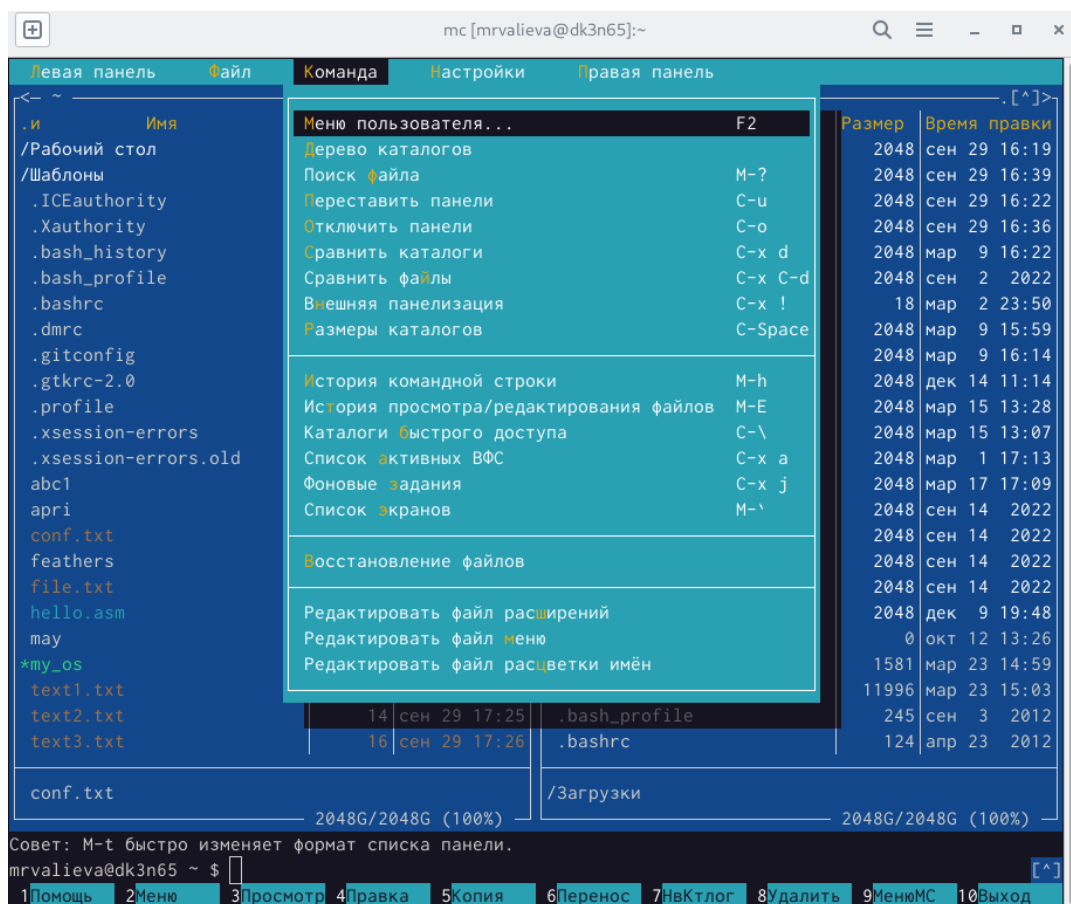 mc [mrvalieva@dk3n65]:~
Левая панель Файл Команда Настройки Правая панель
<— ~ .[^]>
.и Имя Меню пользователя... F2 Размер Время правки
/Рабочий стол Дерево каталогов 2048 сен 29 16:19
/Шаблоны Поиск файла M-? 2048 сен 29 16:39
.ICEauthority Переставить панели C-u 2048 сен 29 16:22
.Xauthority Отключить панели C-o 2048 сен 29 16:36
.bash_history Сравнить каталоги C-x d 2048 мар 9 16:22
.bash_profile Сравнить файлы C-x C-d 2048 сен 2 2022
.bashrc Внешняя панелизация C-x ! 18 мар 2 23:50
.dmrc Размеры каталогов C-Space 2048 мар 9 15:59
.gitconfig 2048 мар 9 16:14
.gtkrc-2.0 История командной строки M-h 2048 дек 14 11:14
.profile История просмотра/редактирования файлов M-E 2048 мар 15 13:28
.xsession-errors Каталоги быстрого доступа C-\ 2048 мар 15 13:07
.xsession-errors.old Список активных ВФС C-x a 2048 мар 1 17:13
abc1 Фоновые задания C-x j 2048 мар 17 17:09
apri Список экранов M-` 2048 сен 14 2022
conf.txt 2048 сен 14 2022
feathers Восстановление файлов 2048 сен 14 2022
file.txt 2048 сен 14 2022
hello.asm Редактировать файл расширений 2048 дек 9 19:48
may Редактировать файл меню 0 окт 12 13:26
*my_os Редактировать файл расцветки имён 1581 мар 23 14:59
text1.txt 11996 мар 23 15:03
text2.txt 14 сен 29 17:25 .bash_profile 245 сен 3 2012
text3.txt 16 сен 29 17:26 .bashrc 124 апр 23 2012
conf.txt /Загрузки
2048G/2048G (100%) 2048G/2048G (100%)
Совет: M-t быстро изменяет формат списка панели.
mrvalieva@dk3n65 ~ $ [^]
1Помощь 2Меню 3Просмотр 4Правка 5Копия 6Перенос 7НвКтлог 8Удалить 9МенюMC 10Выход